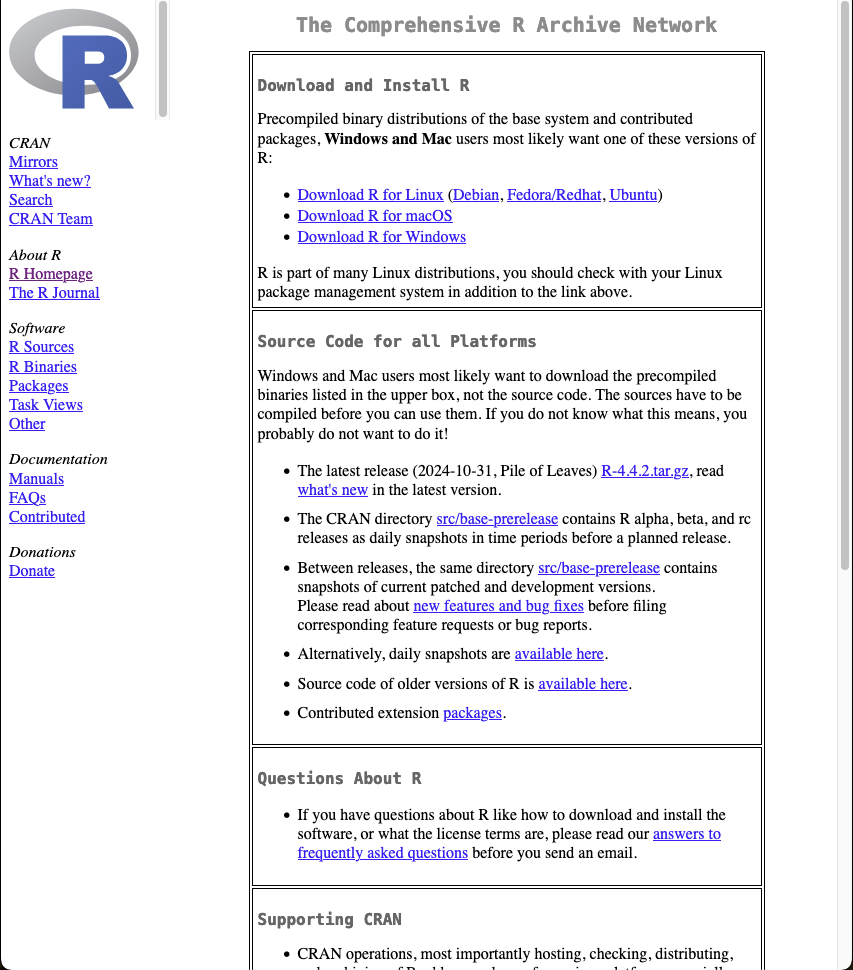 R
CRAN
Mirrors
What's new?
Search
CRAN Team
About R
R Homepage
The R Journal
Software
R Sources
R Binaries
Packages
Task Views
Other
Documentation
Manuals
FAQs
Contributed
Donations
Donate
The Comprehensive R Archive Network
Download and Install R
Precompiled binary distributions of the base system and contributed
packages, Windows and Mac users most likely want one of these versions of
R:
• Download R for Linux (Debian, Fedora/Redhat, Ubuntu)
• Download R for macOS
• Download R for Windows
R is part of many Linux distributions, you should check with your Linux
package management system in addition to the link above.
Source Code for all Platforms
Windows and Mac users most likely want to download the precompiled
binaries listed in the upper box, not the source code. The sources have to be
compiled before you can use them. If you do not know what this means, you
probably do not want to do it!
• The latest release (2024-10-31, Pile of Leaves) R-4.4.2.tar.gz, read
what's new in the latest version.
• The CRAN directory src/base-prerelease contains R alpha, beta, and rc
releases as daily snapshots in time periods before a planned release.
• Between releases, the same directory src/base-prerelease contains
snapshots of current patched and development versions.
Please read about new features and bug fixes before filing
corresponding feature requests or bug reports.
• Alternatively, daily snapshots are available here.
• Source code of older versions of R is available here.
• Contributed extension packages.
Questions About R
• If you have questions about R like how to download and install the
software, or what the license terms are, please read our answers to
frequently asked questions before you send an email.
Supporting CRAN
• CRAN operations, most importantly hosting, checking, distributing,